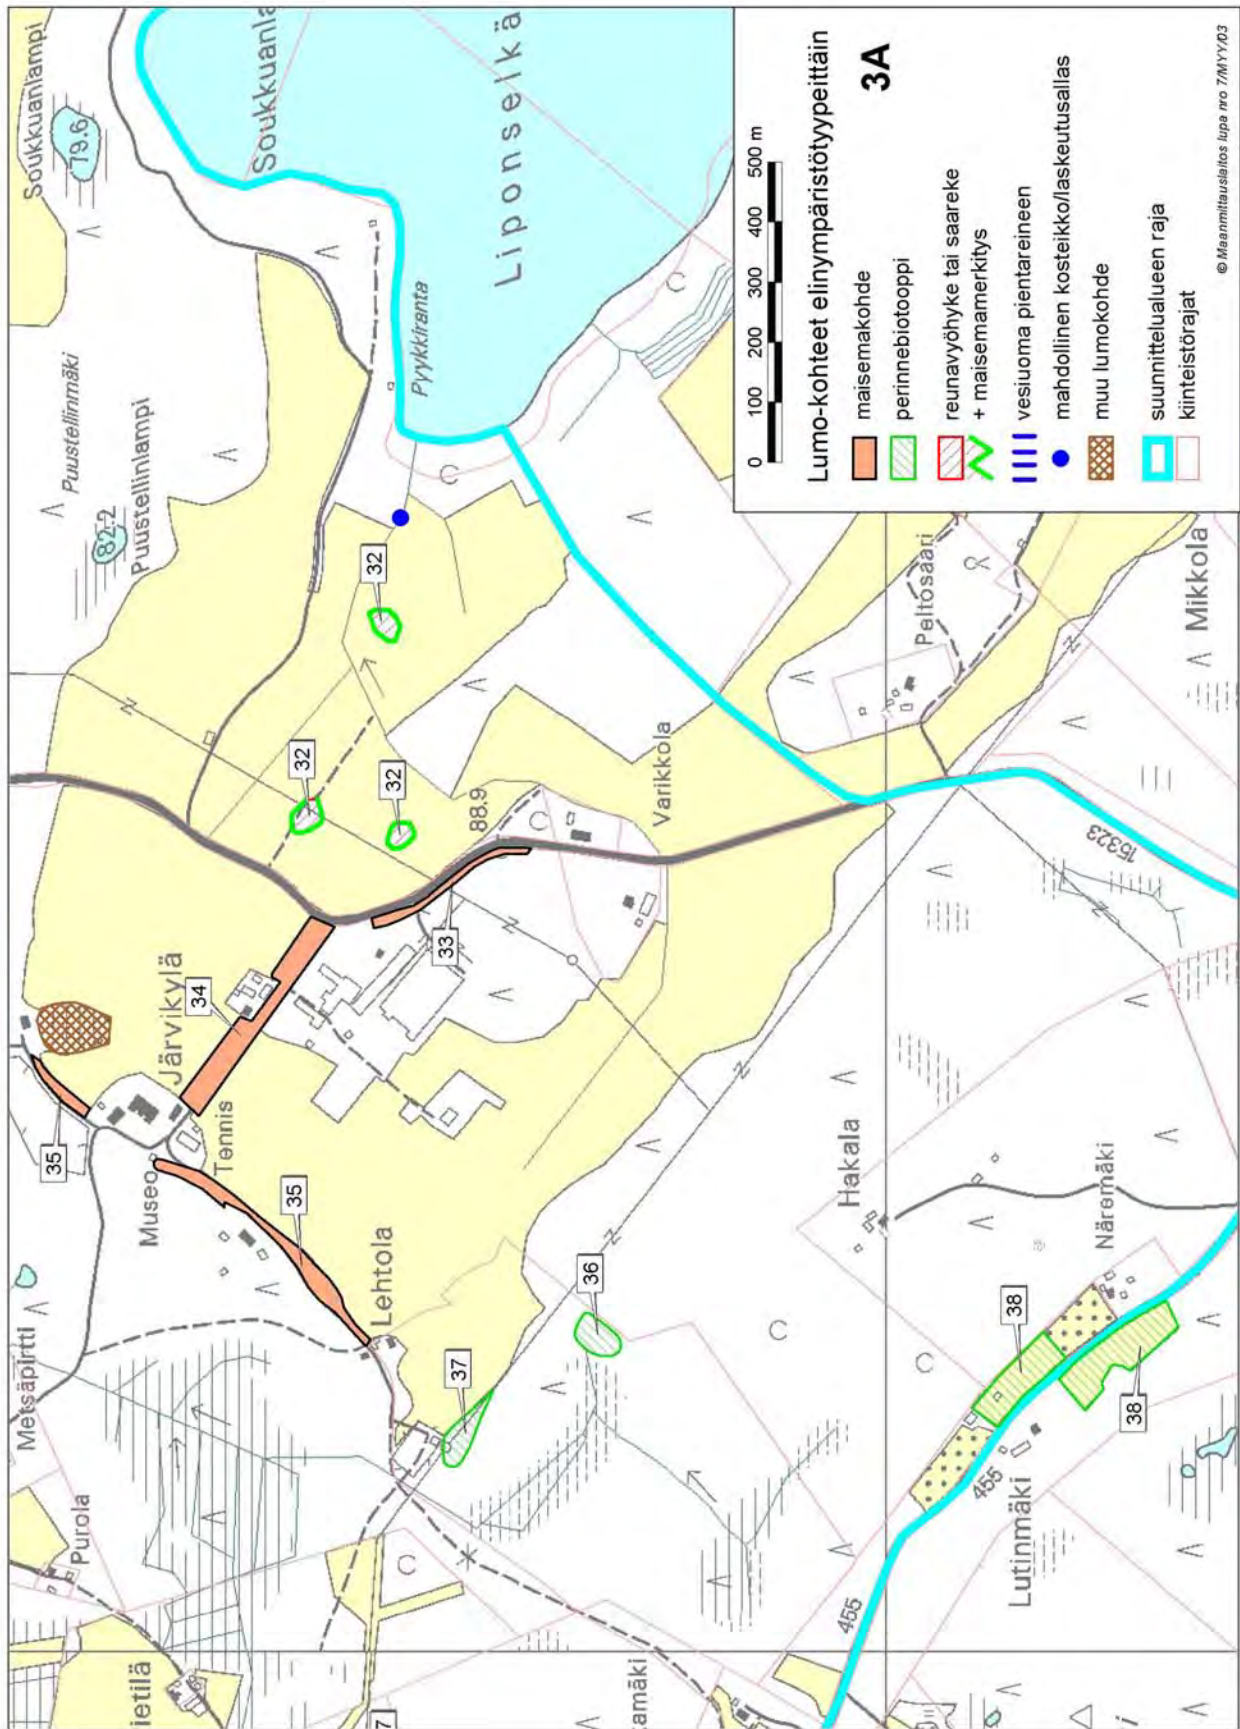 Lumo-kohteet elinympäristötyypeittäin
3A
0 100 200 300 400 500 m
maisemakohde
perinnebiotooppi
reunavyöhyke tai saareke
+ maisemamerkitys
vesiuoma pientareineen
mahdollinen kosteikko/laskeutusallas
muu lumokohde
suunnittelualueen raja
kiinteistörajat
© Maanmittauslaitos lupa nro 7/MYY/03
Metsäpirtti
Purola
ietilä
Museo
Tennis
Järvikylä
Lehtola
35
34
35
33
37
36
Puustellinmäki
Puustellinlampi
82.2
Soukkuanlampi
79.6
Soukkuanla
Liponselkä
Pyykkiranta
32
32
32
88.9
Varikkola
Peltosaari
Mikkola
15323
Hakala
Näremäki
38
38
Lutinmäki
455
455
amäki
7
i